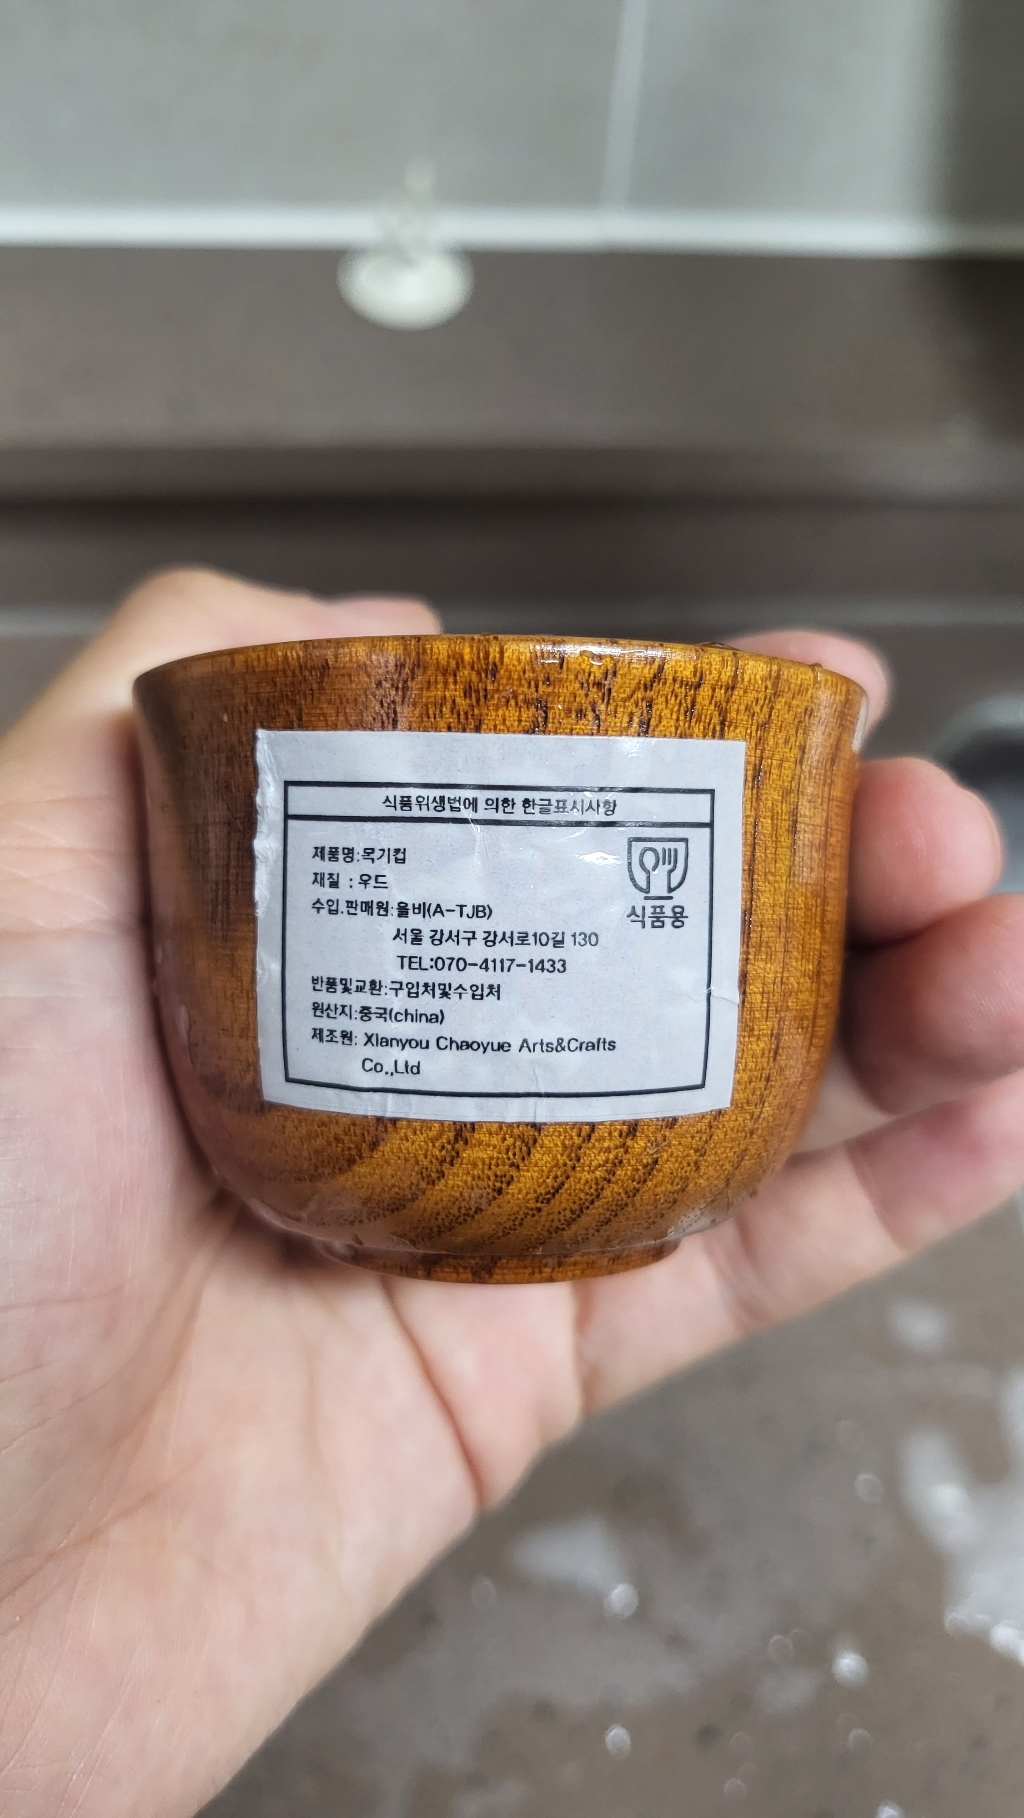 식품위생법에 의한 한글표시사항
제품명:목기컵
재질 : 우드
수입.판매원:올비(A-TJB)
서울 강서구 강서로10길 130
TEL:070-4117-1433
반품및교환:구입처및수입처
원산지:중국(china)
제조원: Xianyou Chaoyue Arts&Crafts
Co.,Ltd
식품용